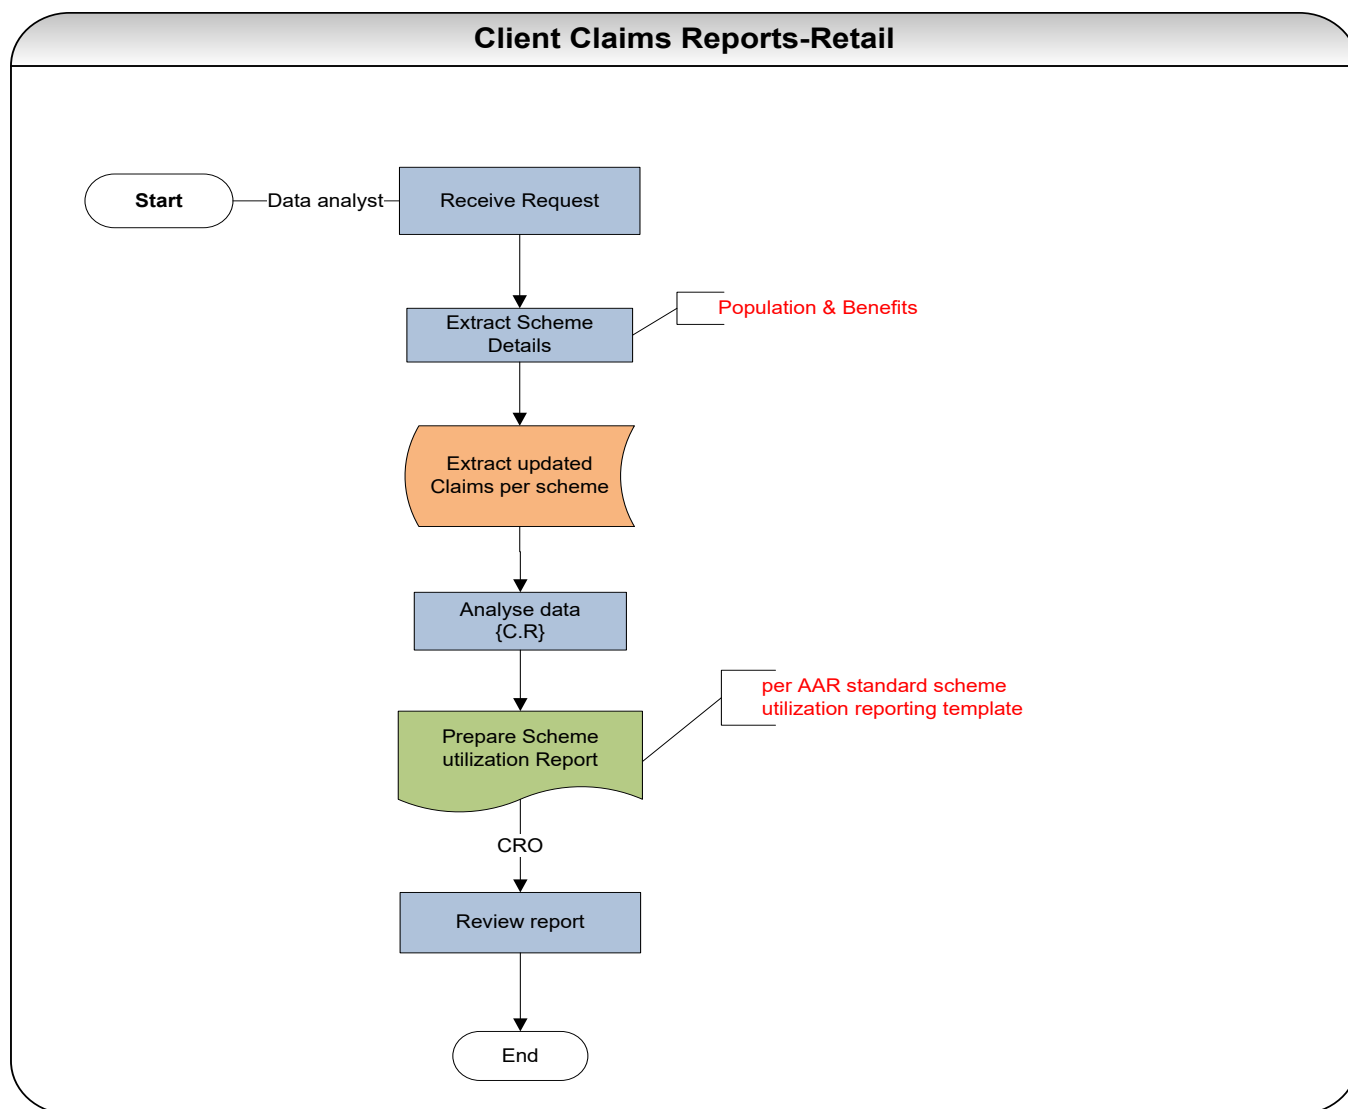 Client Claims Reports-Retail
Start
Data analyst
Receive Request
Extract Scheme
Details
Population & Benefits
Extract updated
Claims per scheme
Analyse data
{C.R}
per AAR standard scheme
utilization reporting template
Prepare Scheme
utilization Report
CRO
Review report
End